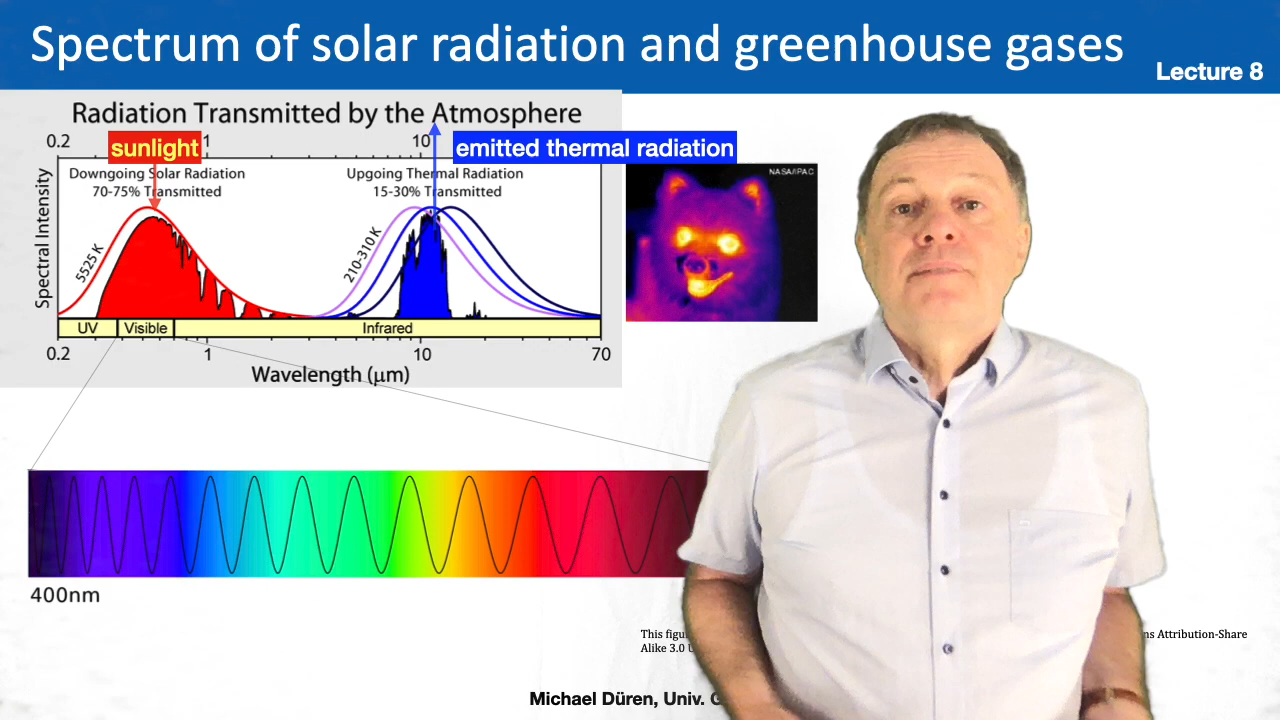 Spectrum of solar radiation and greenhouse gases
Lecture 8
Radiation Transmitted by the Atmosphere
0.2 1 10
sunlight
emitted thermal radiation
Downgoing Solar Radiation
70-75% Transmitted
Upgoing Thermal Radiation
15-30% Transmitted
NASA/IPAC
Spectral Intensity
5525 K
210-310 K
UV Visible Infrared
0.2 1 10 70
Wavelength (μm)
400nm
This
Alike 3.0
Attribution-Share
Michael Düren, Univ.